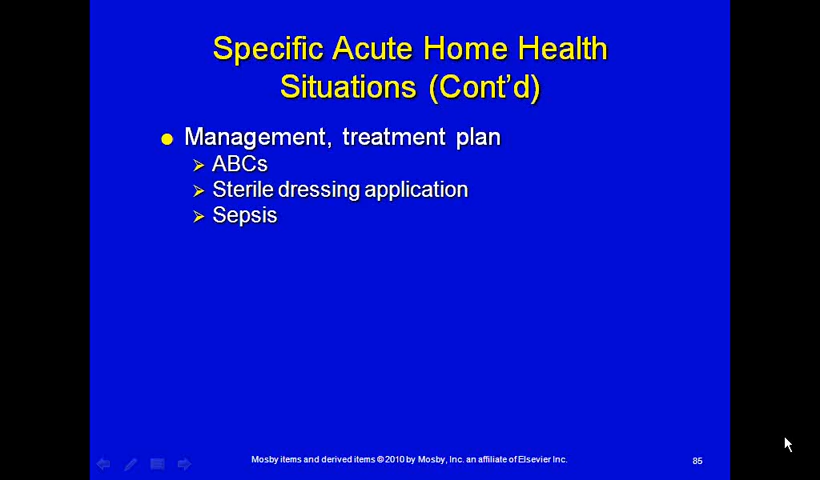 Specific Acute Home Health
Situations (Cont’d)
Management, treatment plan
ABCs
Sterile dressing application
Sepsis
Mosby items and derived items © 2010 by Mosby, Inc. an affiliate of Elsevier Inc.
85